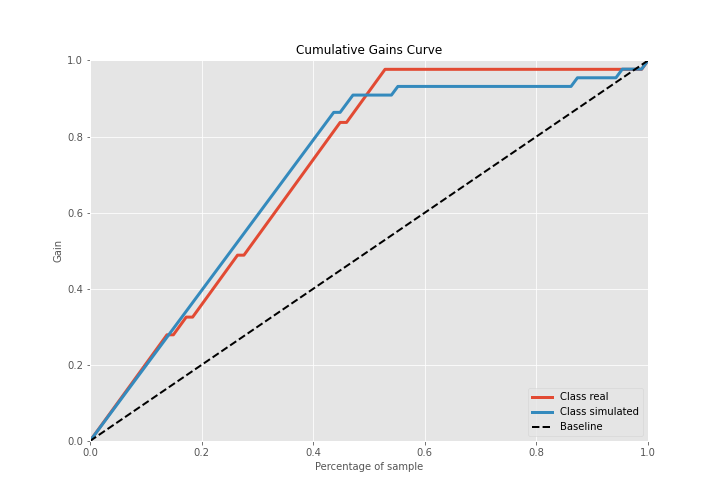 Cumulative Gains Curve
1.0
0.8
0.6
0.4
0.2
0.0
Gain
0.0 0.2 0.4 0.6 0.8 1.0
Percentage of sample
Class real
Class simulated
Baseline